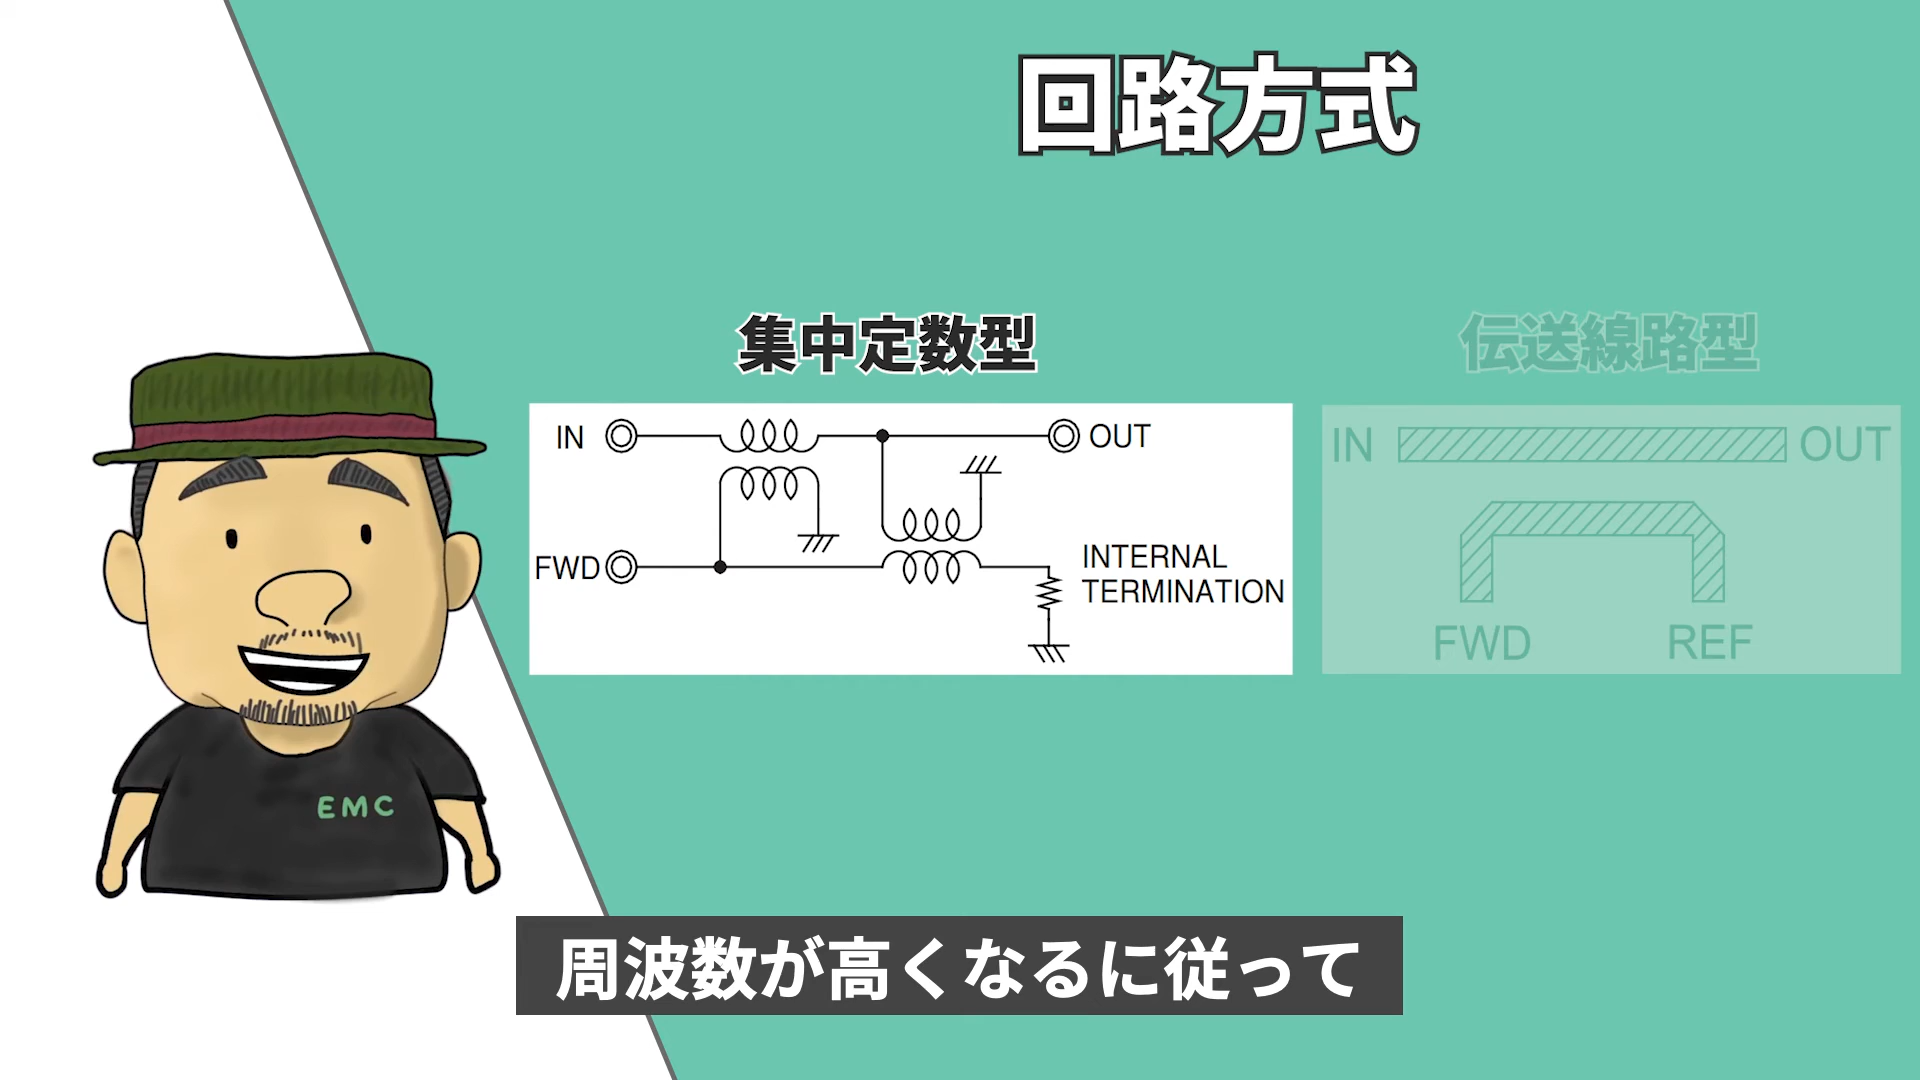 回路方式
集中定数型
IN
OUT
FWD
INTERNAL
TERMINATION
伝送線路型
IN
OUT
FWD
REF
EMC
周波数が高くなるに従って